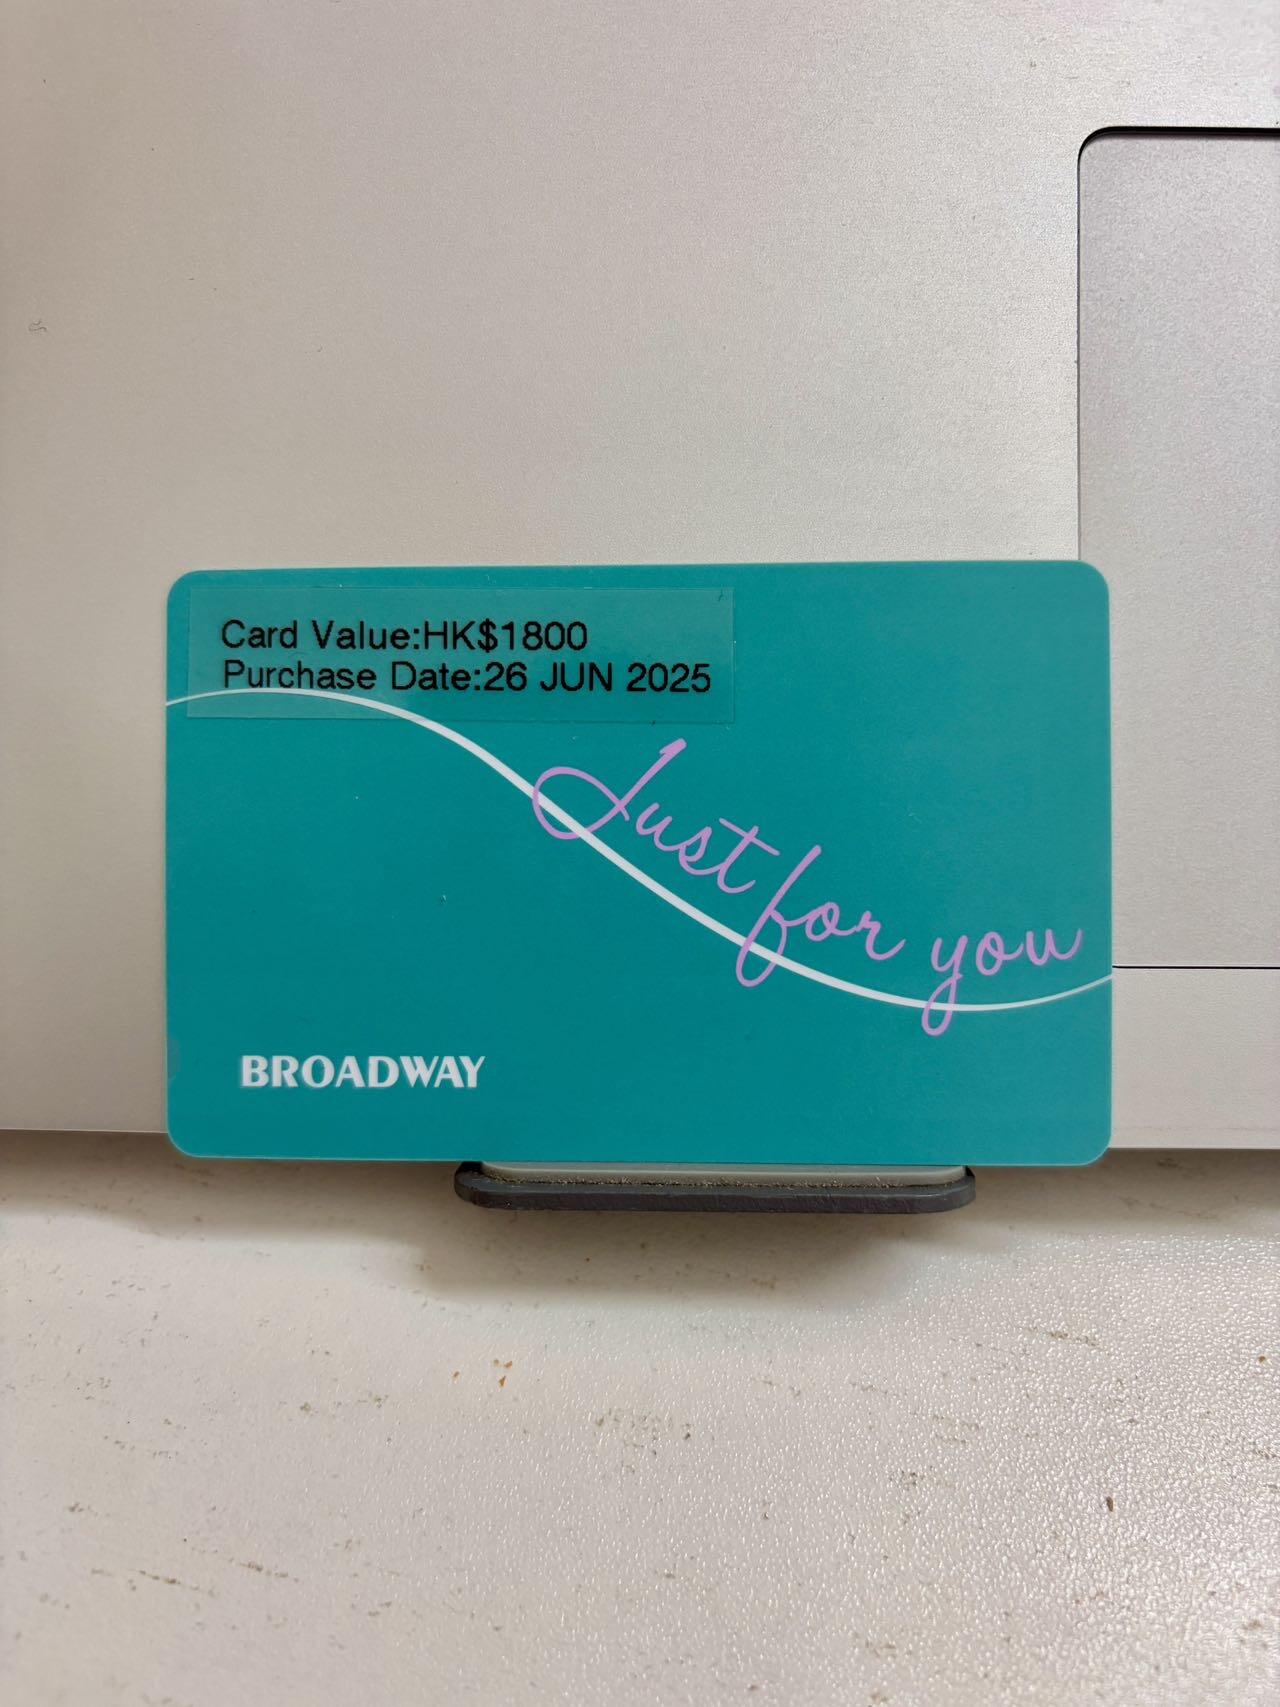 Card Value:HK$1800
Purchase Date:26 JUN 2025
Just for you
BROADWAY